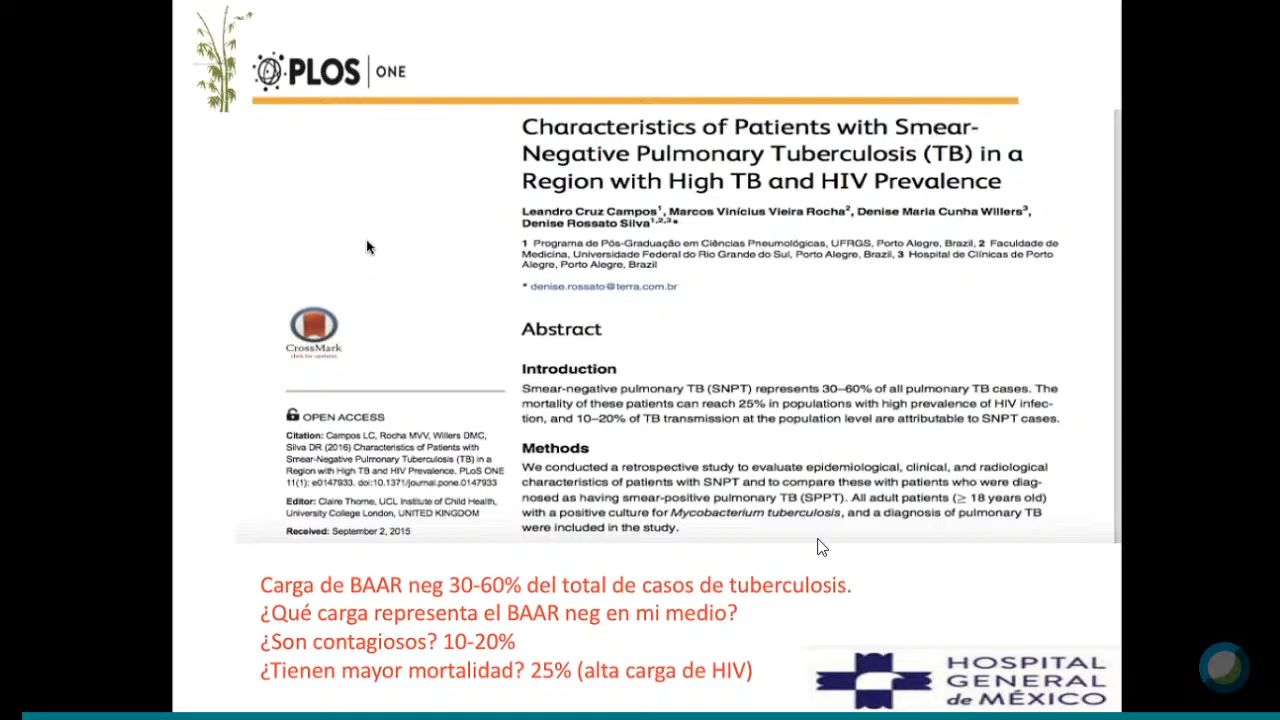 PLOS | ONE
Characteristics of Patients with Smear-
Negative Pulmonary Tuberculosis (TB) in a
Region with High TB and HIV Prevalence
Leandro Cruz Campos1, Marcos Vinícius Vieira Rocha2, Denise Maria Cunha Willers3,
Denise Rossato Silva1,2,3*
1 Programa de Pós-Graduação em Ciências Pneumológicas, UFRGS, Porto Alegre, Brazil, 2 Faculdade de
Medicina, Universidade Federal do Rio Grande do Sul, Porto Alegre, Brazil, 3 Hospital de Clínicas de Porto
Alegre, Porto Alegre, Brazil
* denise.rossato@terra.com.br
Abstract
Introduction
Smear-negative pulmonary TB (SNPT) represents 30–60% of all pulmonary TB cases. The
mortality of these patients can reach 25% in populations with high prevalence of HIV infec-
tion, and 10–20% of TB transmission at the population level are attributable to SNPT cases.
Methods
We conducted a retrospective study to evaluate epidemiological, clinical, and radiological
characteristics of patients with SNPT and to compare these with patients who were diag-
nosed as having smear-positive pulmonary TB (SPPT). All adult patients (≥ 18 years old)
with a positive culture for Mycobacterium tuberculosis, and a diagnosis of pulmonary TB
were included in the study.
CrossMark
click for updates
OPEN ACCESS
Citation: Campos LC, Rocha MVV, Willers DMC,
Silva DR (2016) Characteristics of Patients with
Smear-Negative Pulmonary Tuberculosis (TB) in a
Region with High TB and HIV Prevalence. PLoS ONE
11(1): e0147933. doi:10.1371/journal.pone.0147933
Editor: Claire Thorne, UCL Institute of Child Health,
University College London, UNITED KINGDOM
Received: September 2, 2015
Carga de BAAR neg 30-60% del total de casos de tuberculosis.
¿Qué carga representa el BAAR neg en mi medio?
¿Son contagiosos? 10-20%
¿Tienen mayor mortalidad? 25% (alta carga de HIV)
HOSPITAL
GENERAL
de MÉXICO